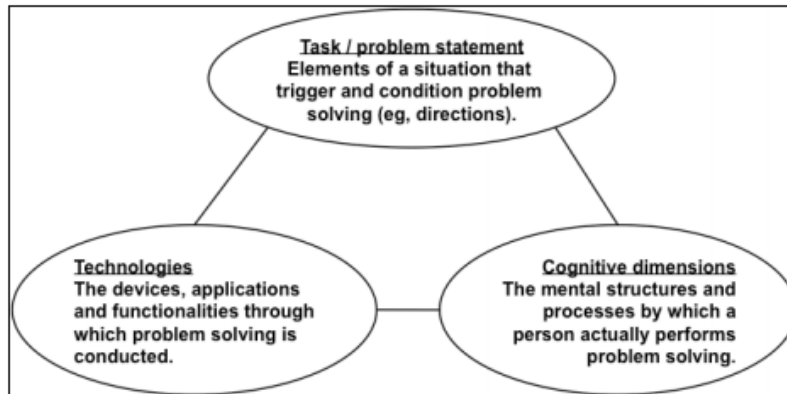 Task / problem statement
Elements of a situation that
trigger and condition problem
solving (eg, directions).
Technologies
The devices, applications
and functionalities through
which problem solving is
conducted.
Cognitive dimensions
The mental structures and
processes by which a
person actually performs
problem solving.